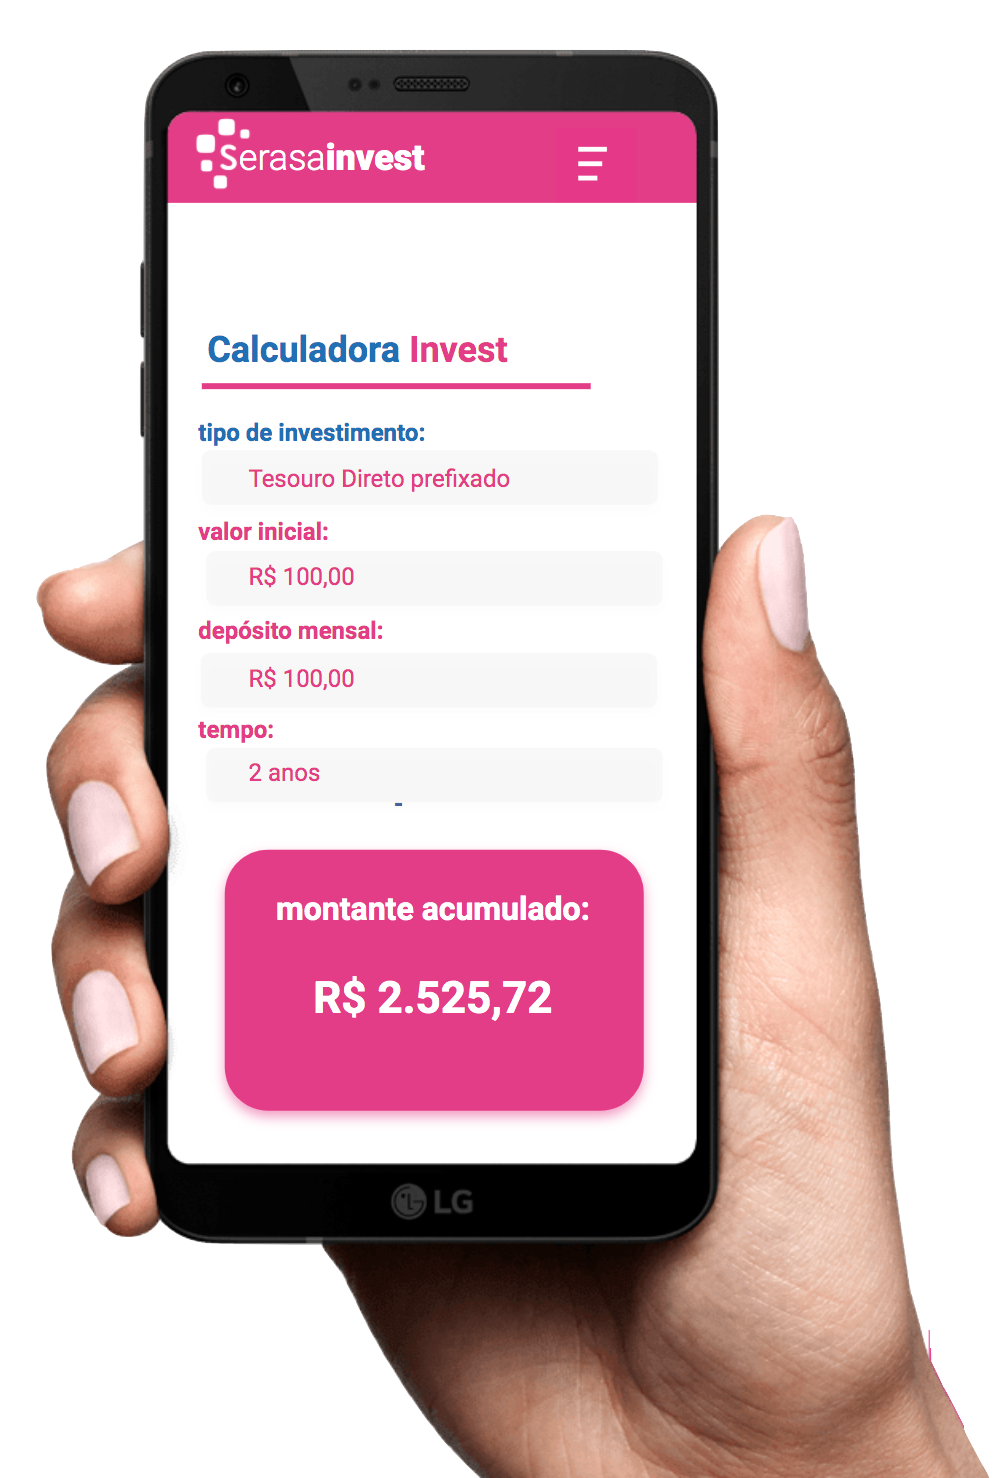 Serasainvest
Calculadora Invest
tipo de investimento:
Tesouro Direto prefixado
valor inicial:
R$ 100,00
depósito mensal:
R$ 100,00
tempo:
2 anos
-
montante acumulado:
R$ 2.525,72
LG